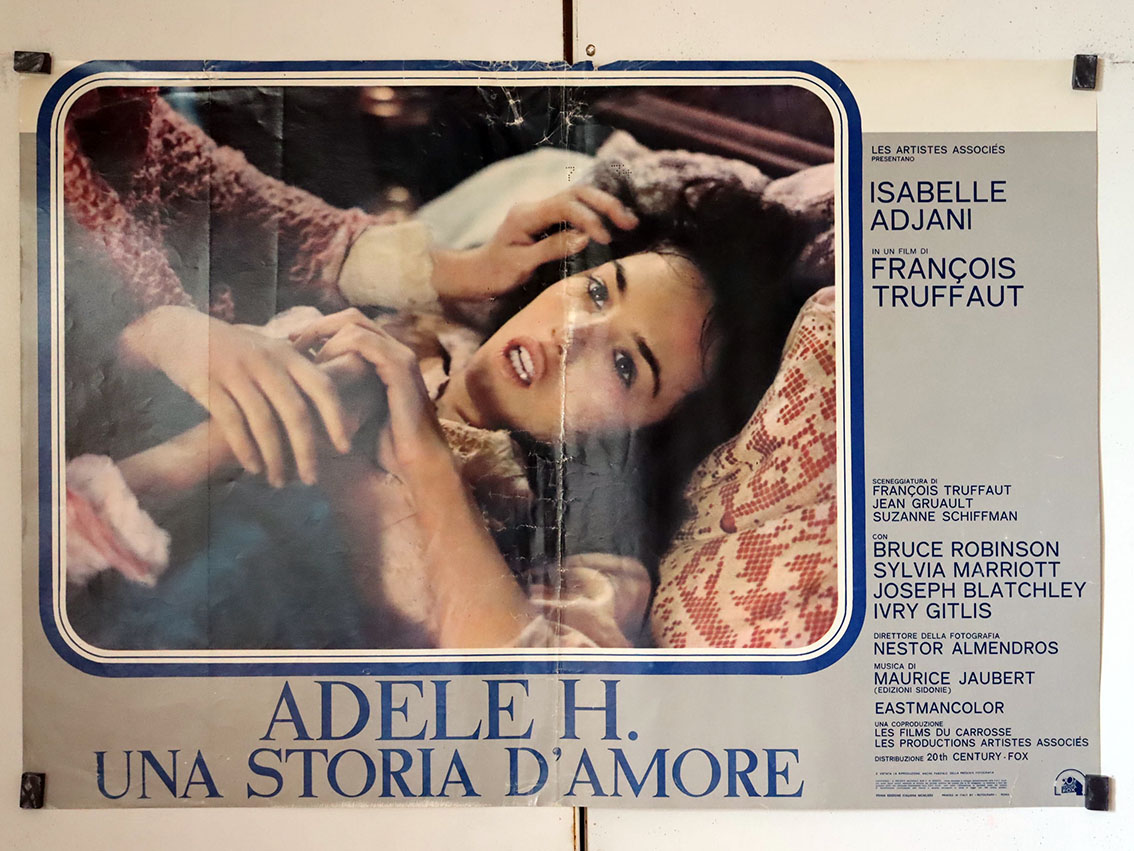 LES ARTISTES ASSOCIÉS
PRESENTANO
ISABELLE
ADJANI
IN UN FILM DI
FRANÇOIS
TRUFFAUT
SCENEGGIATURA DI
FRANÇOIS TRUFFAUT
JEAN GRUAULT
SUZANNE SCHIFFMAN
CON
BRUCE ROBINSON
SYLVIA MARRIOTT
JOSEPH BLATCHLEY
IVRY GITLIS
DIRETTORE DELLA FOTOGRAFIA
NESTOR ALMENDROS
MUSICA DI
MAURICE JAUBERT
(EDIZIONI SIDONIE)
EASTMANCOLOR
UNA COPRODUZIONE
LES FILMS DU CARROSSE
LES PRODUCTIONS ARTISTES ASSOCIÉS
DISTRIBUZIONE 20th CENTURY-FOX
ADELE H.
UNA STORIA D'AMORE